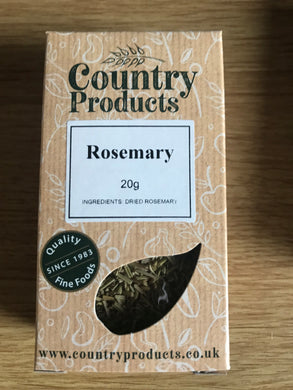 Country
Products
Rosemary
20g
INGREDIENTS: DRIED ROSEMARY
Quality
SINCE 1983
Fine Foods
www.countryproducts.co.uk